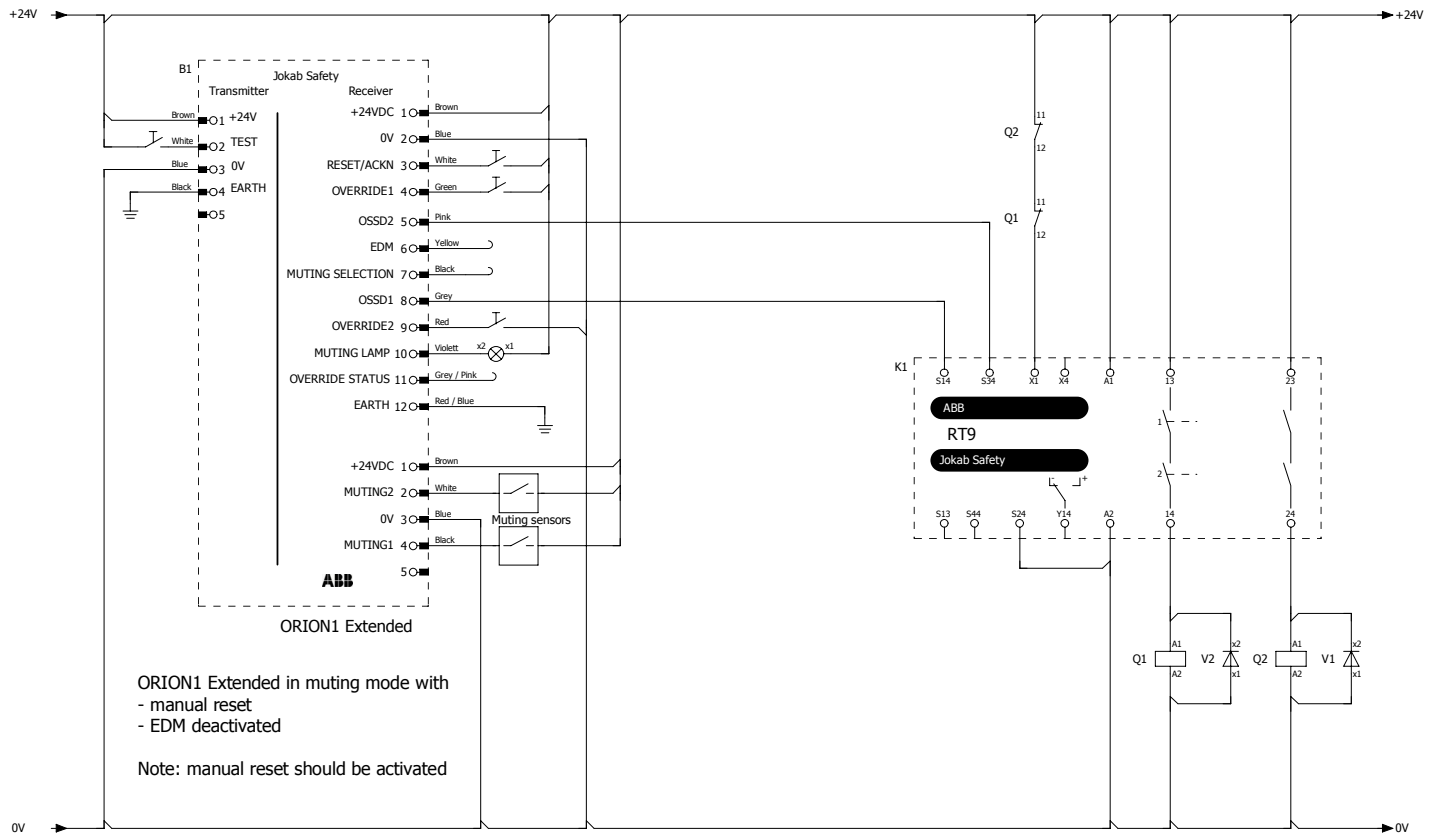 +24V
+24V
B1
Jokab Safety
Transmitter
Receiver
Brown 1 +24V
White 2 TEST
Blue 3 0V
Black 4 EARTH
5
+24VDC 1 Brown
0V 2 Blue
RESET/ACKN 3 White
OVERRIDE1 4 Green
OSSD2 5 Pink
EDM 6 Yellow
MUTING SELECTION 7 Black
OSSD1 8 Grey
OVERRIDE2 9 Red
MUTING LAMP 10 Violett x2 x1
OVERRIDE STATUS 11 Grey / Pink
EARTH 12 Red / Blue
+24VDC 1 Brown
MUTING2 2 White
0V 3 Blue
Muting sensors
MUTING1 4 Black
5
ABB
ORION1 Extended
Q2
11
12
Q1
11
12
K1
S14 S34 X1 X4 A1 13 23
ABB
RT9
Jokab Safety
1
2
- +
S13 S44 S24 Y14 A2 14 24
Q1 A1 A2
V2 x2 x1
Q2 A1 A2
V1 x2 x1
ORION1 Extended in muting mode with
- manual reset
- EDM deactivated
Note: manual reset should be activated
0V
0V